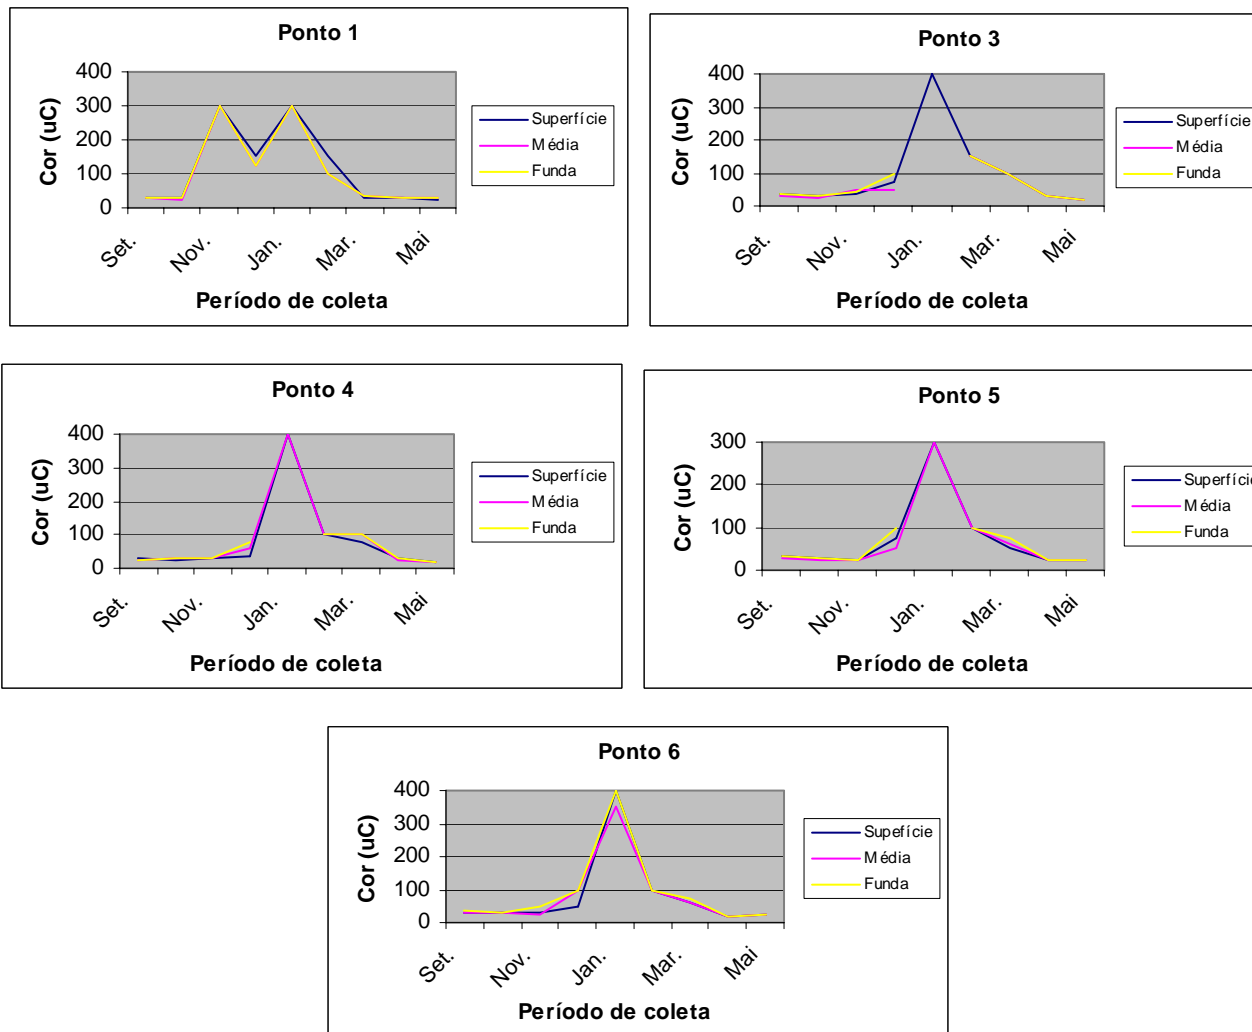 Ponto 1
Cor (uC)
400
300
200
100
0
Set.
Nov.
Jan.
Mar.
Mai
Período de coleta
Superfície
Média
Funda
Ponto 3
Cor (uC)
400
300
200
100
0
Set.
Nov.
Jan.
Mar.
Mai
Período de coleta
Superfície
Média
Funda
Ponto 4
Cor (uC)
400
300
200
100
0
Set.
Nov.
Jan.
Mar.
Mai
Período de coleta
Superfície
Média
Funda
Ponto 5
Cor (uC)
300
200
100
0
Set.
Nov.
Jan.
Mar.
Mai
Período de coleta
Superfície
Média
Funda
Ponto 6
Cor (uC)
400
300
200
100
0
Set.
Nov.
Jan.
Mar.
Mai
Período de coleta
Supefície
Média
Funda